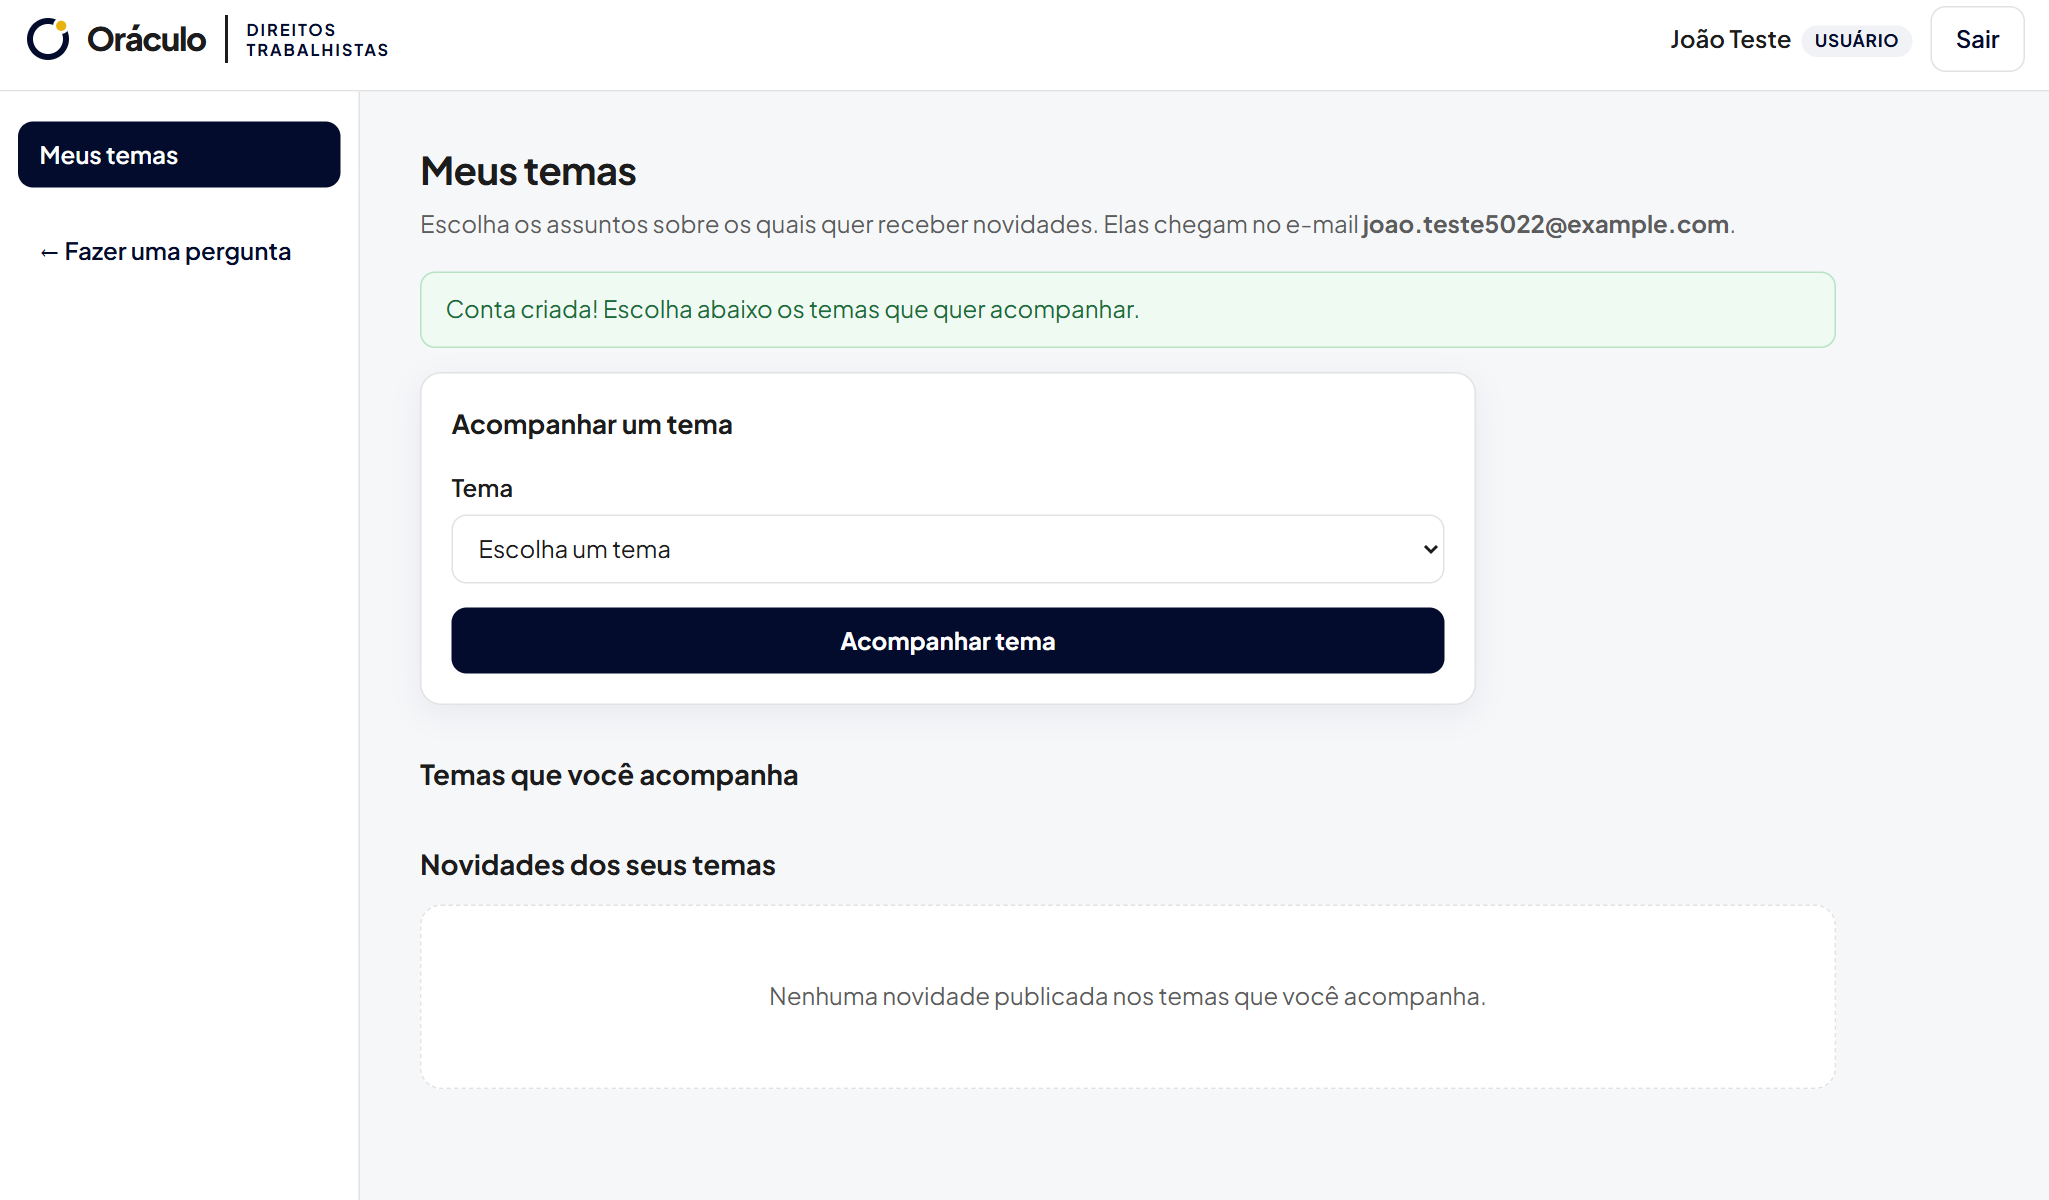 Oráculo
DIREITOS
TRABALHISTAS
João Teste
USUÁRIO
Sair
Meus temas
← Fazer uma pergunta
Meus temas
Escolha os assuntos sobre os quais quer receber novidades. Elas chegam no e-mail joao.teste5022@example.com.
Conta criada! Escolha abaixo os temas que quer acompanhar.
Acompanhar um tema
Tema
Escolha um tema
Acompanhar tema
Temas que você acompanha
Novidades dos seus temas
Nenhuma novidade publicada nos temas que você acompanha.